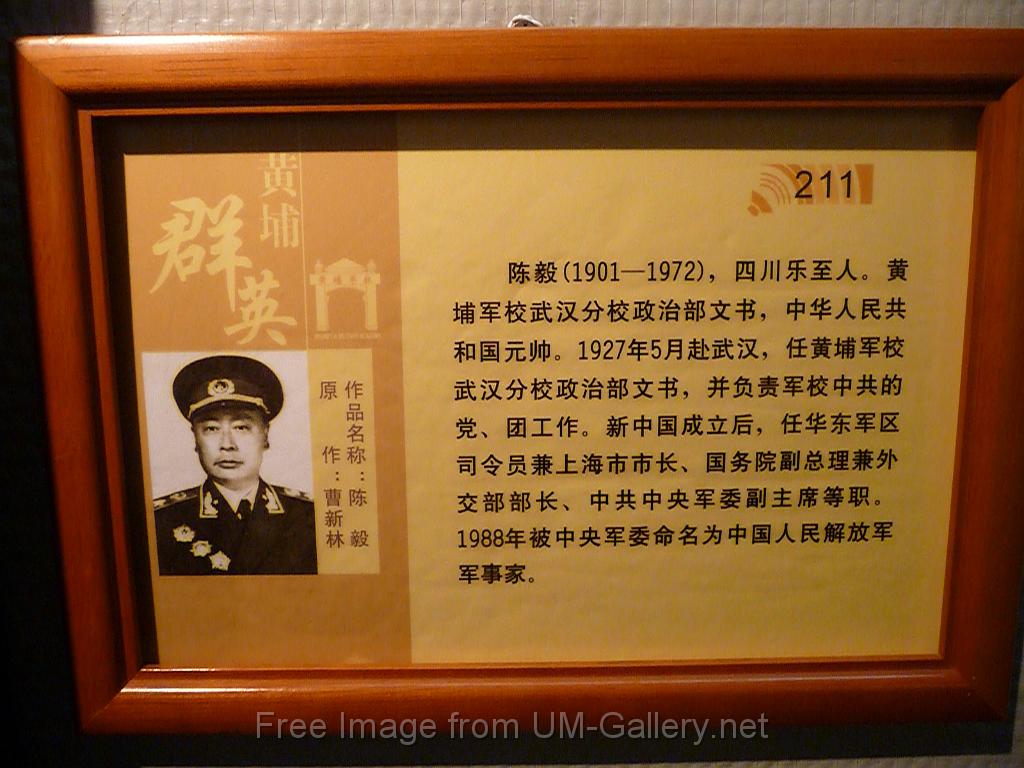 黄埔
群英
作品名称：陈 毅
原 作：曹新林
211
陈毅(1901—1972)，四川乐至人。黄
埔军校武汉分校政治部文书，中华人民共
和国元帅。1927年5月赴武汉，任黄埔军校
武汉分校政治部文书，并负责军校中共的
党、团工作。新中国成立后，任华东军区
司令员兼上海市市长、国务院副总理兼外
交部部长、中共中央军委副主席等职。
1988年被中央军委命名为中国人民解放军
军事家。
Free Image from UM-Gallery.net